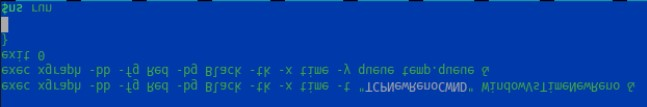 exec xgraph -bb -fg Red -bg Black -tk -x time -t "TCPNewRenoCWND" WindowVsTimeNewReno &
exec xgraph -bb -fg Red -bg Black -tk -x time -y queue temp.queue &
exit 0
}
$ns run